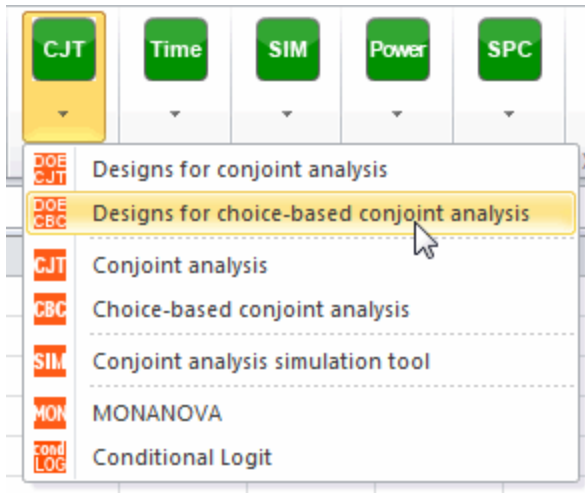 CJT Time SIM Power SPC
DOE CJT Designs for conjoint analysis
DOE CBC Designs for choice-based conjoint analysis
CJT Conjoint analysis
CBC Choice-based conjoint analysis
SIM Conjoint analysis simulation tool
MON MONANOVA
cond LOG Conditional Logit